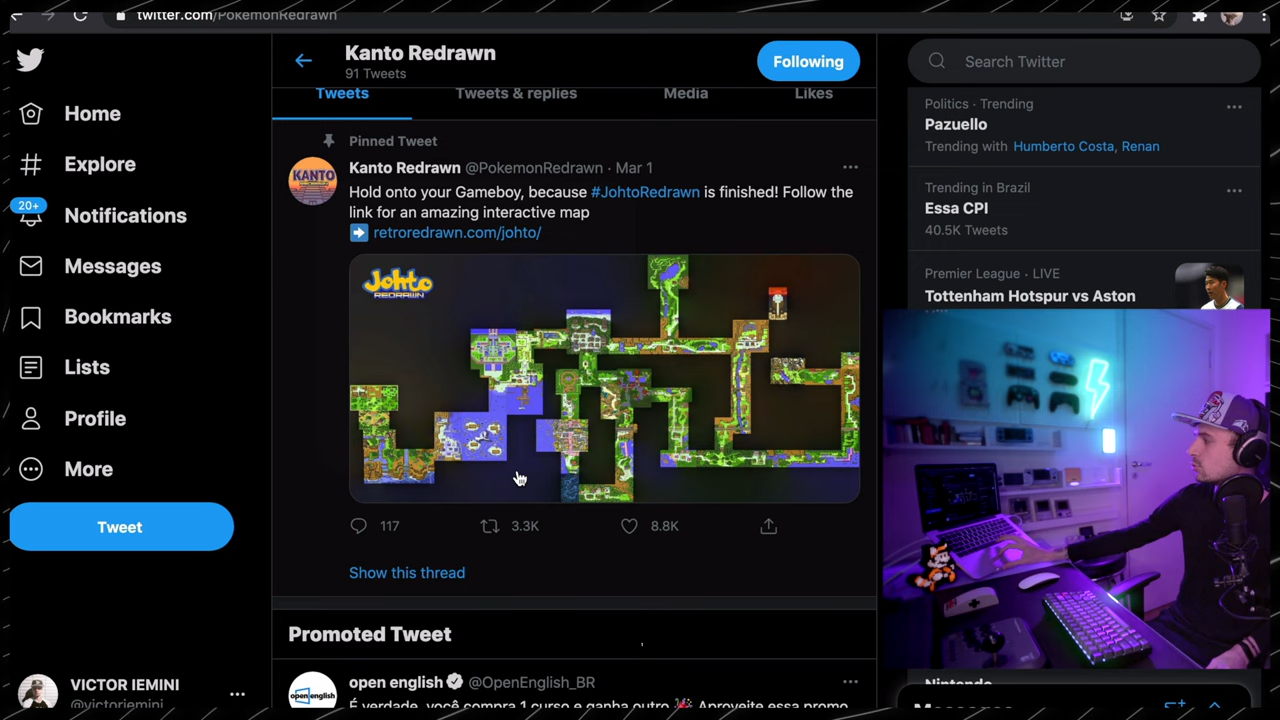 twitter.com/PokemonRedrawn
Kanto Redrawn
91 Tweets
Following
Search Twitter
Home
Explore
20+
Notifications
Messages
Bookmarks
Lists
Profile
More
Tweet
VICTOR IEMINI
@victoriemini
Tweets
Tweets & replies
Media
Likes
Pinned Tweet
KANTO
Kanto Redrawn @PokemonRedrawn · Mar 1
Hold onto your Gameboy, because #JohtoRedrawn is finished! Follow the
link for an amazing interactive map
retroredrawn.com/johto/
Johto
REDRAWN
117
3.3K
8.8K
Show this thread
Promoted Tweet
open english @OpenEnglish_BR
openenglish
É verdade, você compra 1 curso e ganha outro Aproveite essa promo
Politics · Trending
Pazuello
Trending with Humberto Costa, Renan
Trending in Brazil
Essa CPI
40.5K Tweets
Premier League · LIVE
Tottenham Hotspur vs Aston
Nintendo
Messages